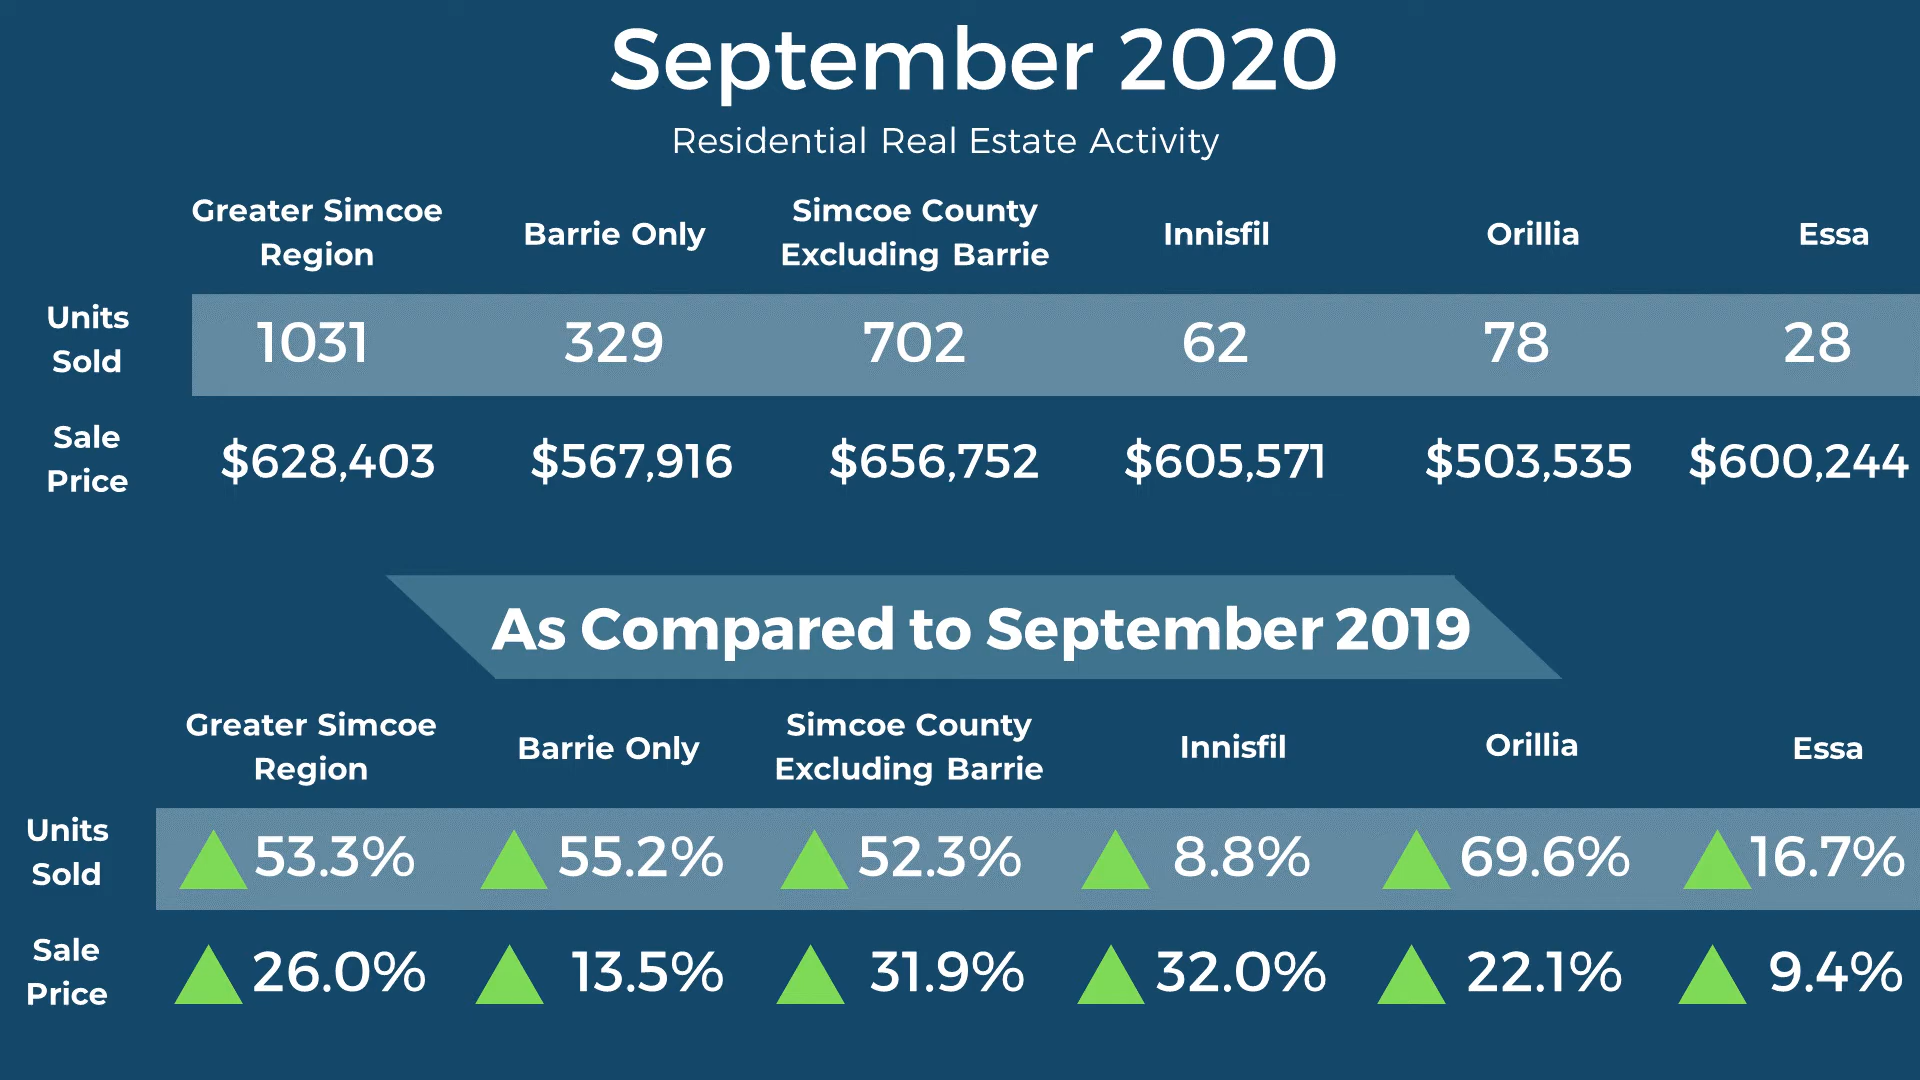 September 2020
Residential Real Estate Activity
Greater Simcoe Region
Barrie Only
Simcoe County Excluding Barrie
Innisfil
Orillia
Essa
Units Sold
1031 329 702 62 78 28
Sale Price
$628,403 $567,916 $656,752 $605,571 $503,535 $600,244
As Compared to September 2019
Greater Simcoe Region
Barrie Only
Simcoe County Excluding Barrie
Innisfil
Orillia
Essa
Units Sold
53.3% 55.2% 52.3% 8.8% 69.6% 16.7%
Sale Price
26.0% 13.5% 31.9% 32.0% 22.1% 9.4%